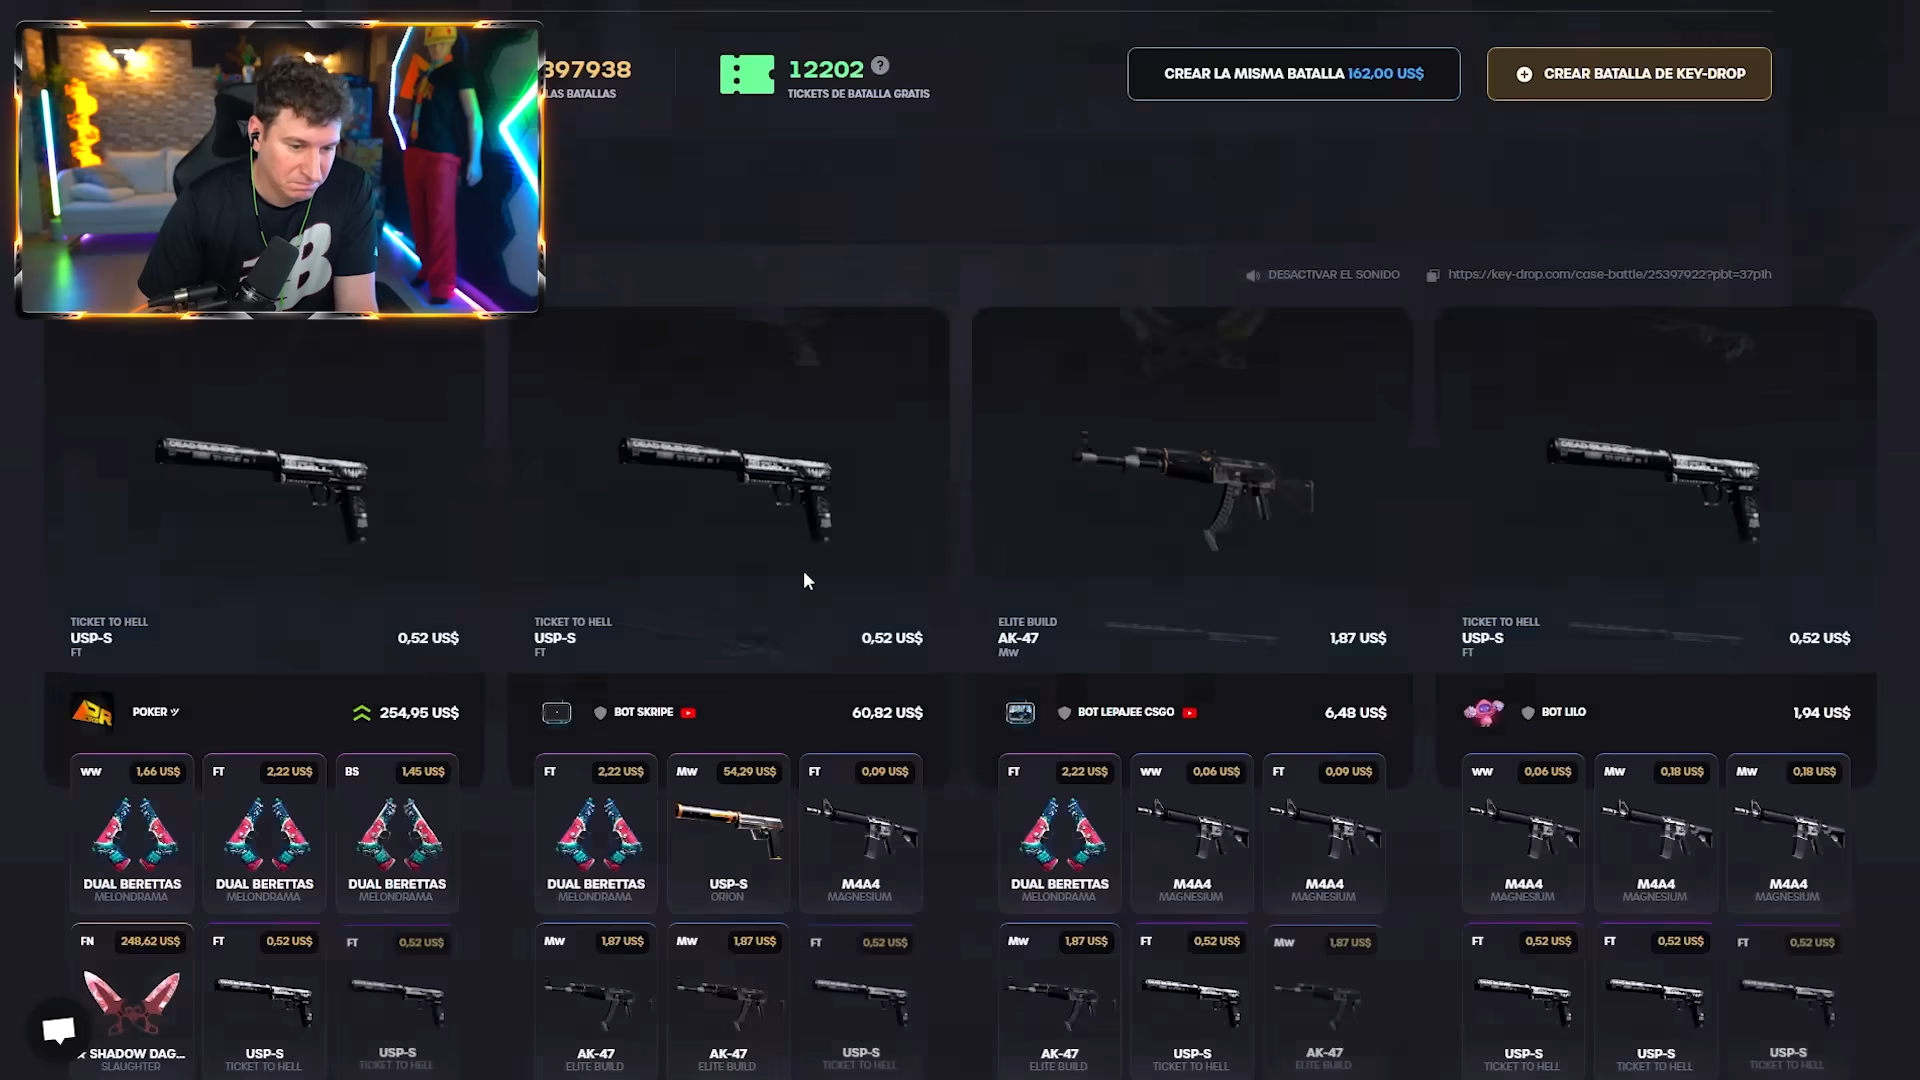 397938
LAS BATALLAS
12202 ?
TICKETS DE BATALLA GRATIS
CREAR LA MISMA BATALLA 162,00 US$
CREAR BATALLA DE KEY-DROP
DESACTIVAR EL SONIDO
https://key-drop.com/case-battle/25397922?pbt=37p1h
TICKET TO HELL
USP-S
FT
0,52 US$
TICKET TO HELL
USP-S
FT
0,52 US$
ELITE BUILD
AK-47
MW
1,87 US$
TICKET TO HELL
USP-S
FT
0,52 US$
POKER ツ
254,95 US$
BOT SKRIPE
60,82 US$
BOT LEPAJEE CSGO
6,48 US$
BOT LILO
1,94 US$
WW 1,66 US$
DUAL BERETTAS
MELONDRAMA
FT 2,22 US$
DUAL BERETTAS
MELONDRAMA
BS 1,45 US$
DUAL BERETTAS
MELONDRAMA
FT 2,22 US$
DUAL BERETTAS
MELONDRAMA
MW 54,29 US$
USP-S
ORION
FT 0,09 US$
M4A4
MAGNESIUM
FT 2,22 US$
DUAL BERETTAS
MELONDRAMA
WW 0,06 US$
M4A4
MAGNESIUM
FT 0,09 US$
M4A4
MAGNESIUM
WW 0,06 US$
M4A4
MAGNESIUM
MW 0,18 US$
M4A4
MAGNESIUM
MW 0,18 US$
M4A4
MAGNESIUM
FN 248,62 US$
★ SHADOW DAG...
SLAUGHTER
FT 0,52 US$
USP-S
TICKET TO HELL
FT 0,52 US$
USP-S
TICKET TO HELL
MW 1,87 US$
AK-47
ELITE BUILD
MW 1,87 US$
AK-47
ELITE BUILD
FT 0,52 US$
USP-S
TICKET TO HELL
MW 1,87 US$
AK-47
ELITE BUILD
FT 0,52 US$
USP-S
TICKET TO HELL
MW 1,87 US$
AK-47
ELITE BUILD
FT 0,52 US$
USP-S
TICKET TO HELL
FT 0,52 US$
USP-S
TICKET TO HELL
FT 0,52 US$
USP-S
TICKET TO HELL